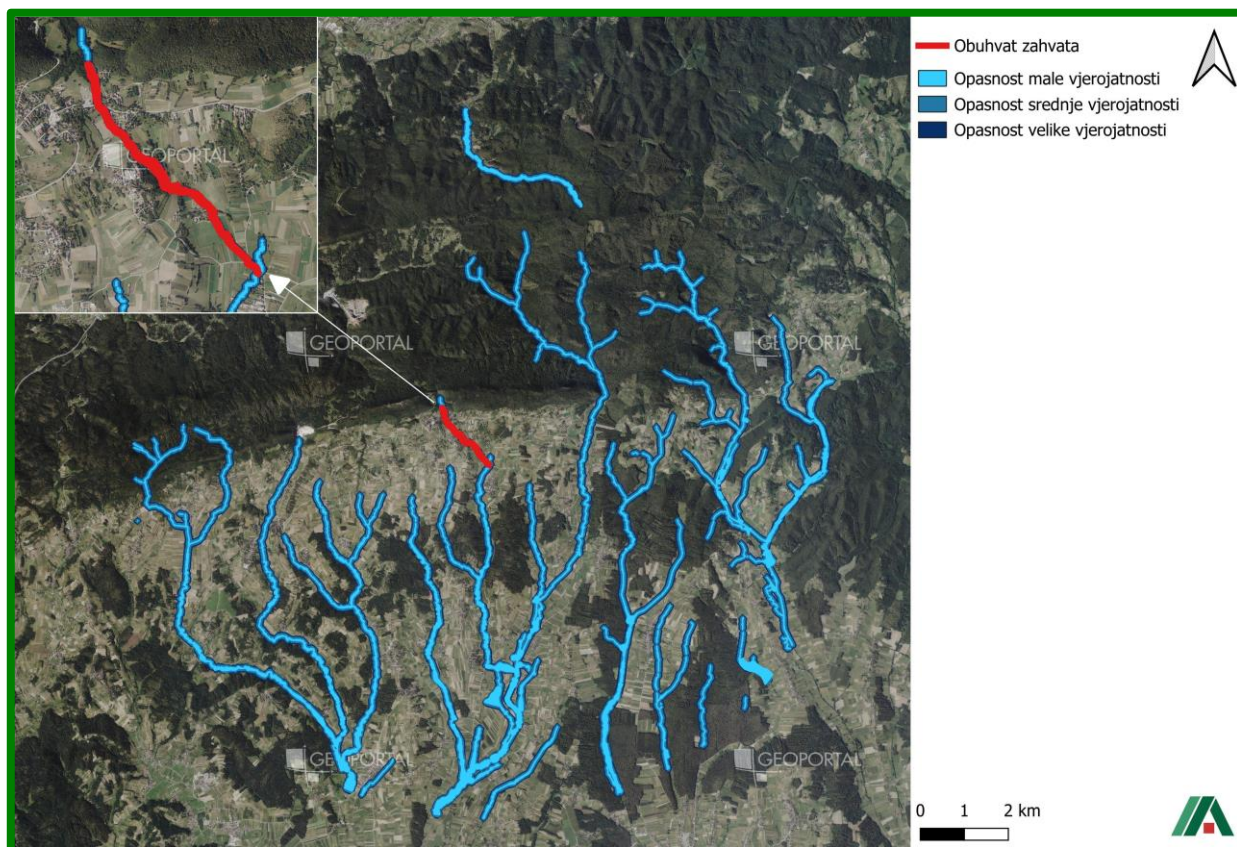 GEOPORTAL
Obuhvat zahvata
Opasnost male vjerojatnosti
Opasnost srednje vjerojatnosti
Opasnost velike vjerojatnosti
GEOPORTAL
GEOPORTAL
GEOPORTAL
GEOPORTAL
0 1 2 km